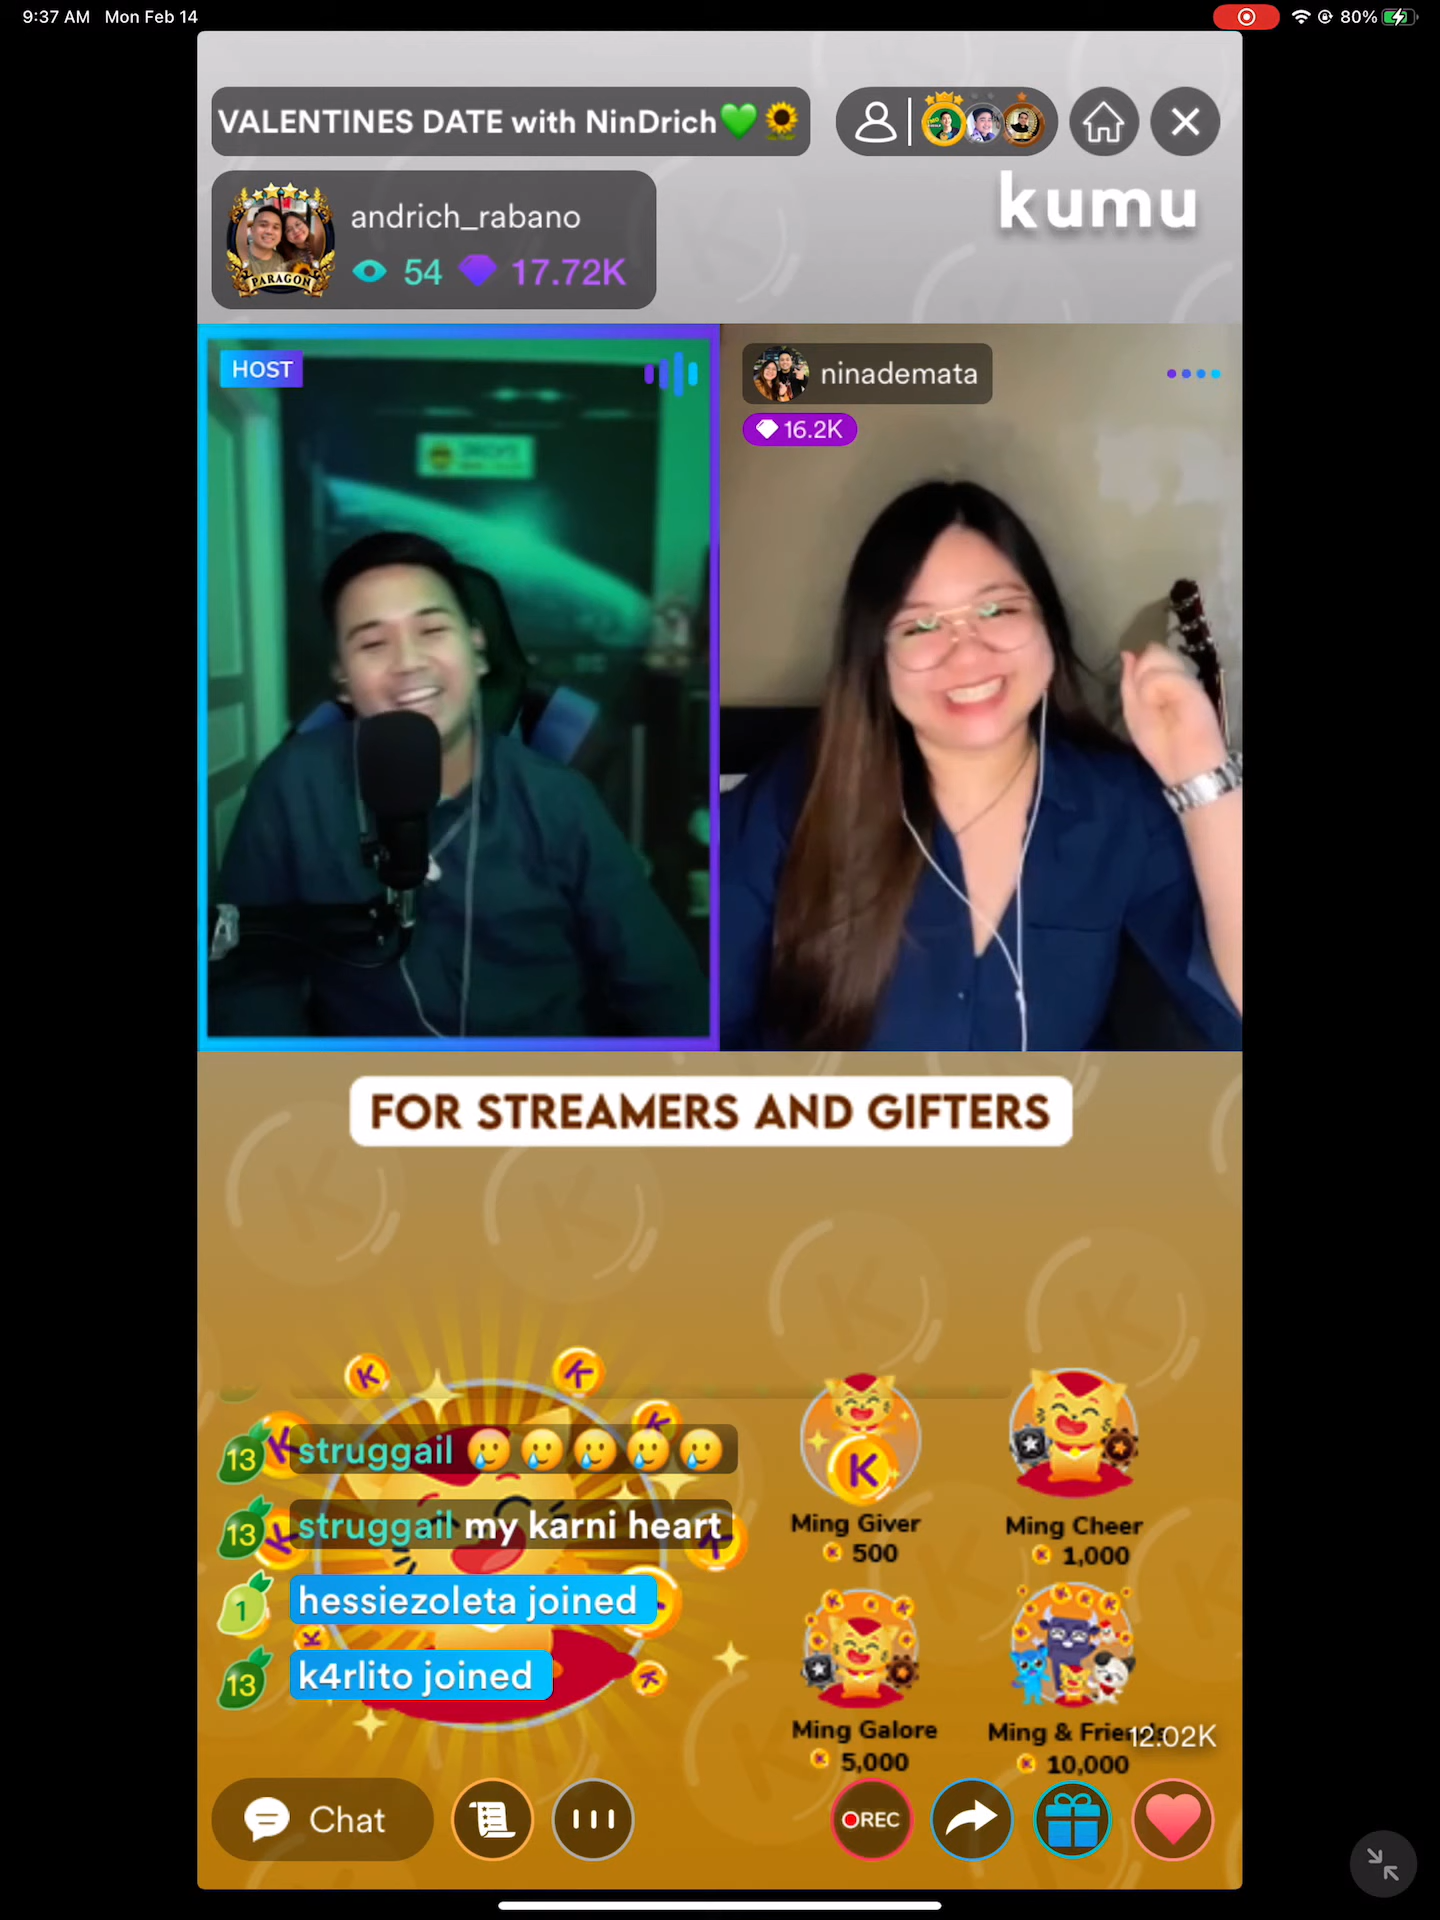 9:37 AM Mon Feb 14
80%
VALENTINES DATE with NinDrich💚🌻
andrich_rabano
54 17.72K
PARAGON
kumu
HOST
ninademata
16.2K
FOR STREAMERS AND GIFTERS
13 struggail 🥲🥲🥲🥲🥲
13 struggail my karni heart
1 hessiezoleta joined
13 k4rlito joined
Ming Giver
500
Ming Cheer
1,000
Ming Galore
5,000
Ming & Friends
10,000
12.02K
Chat
REC